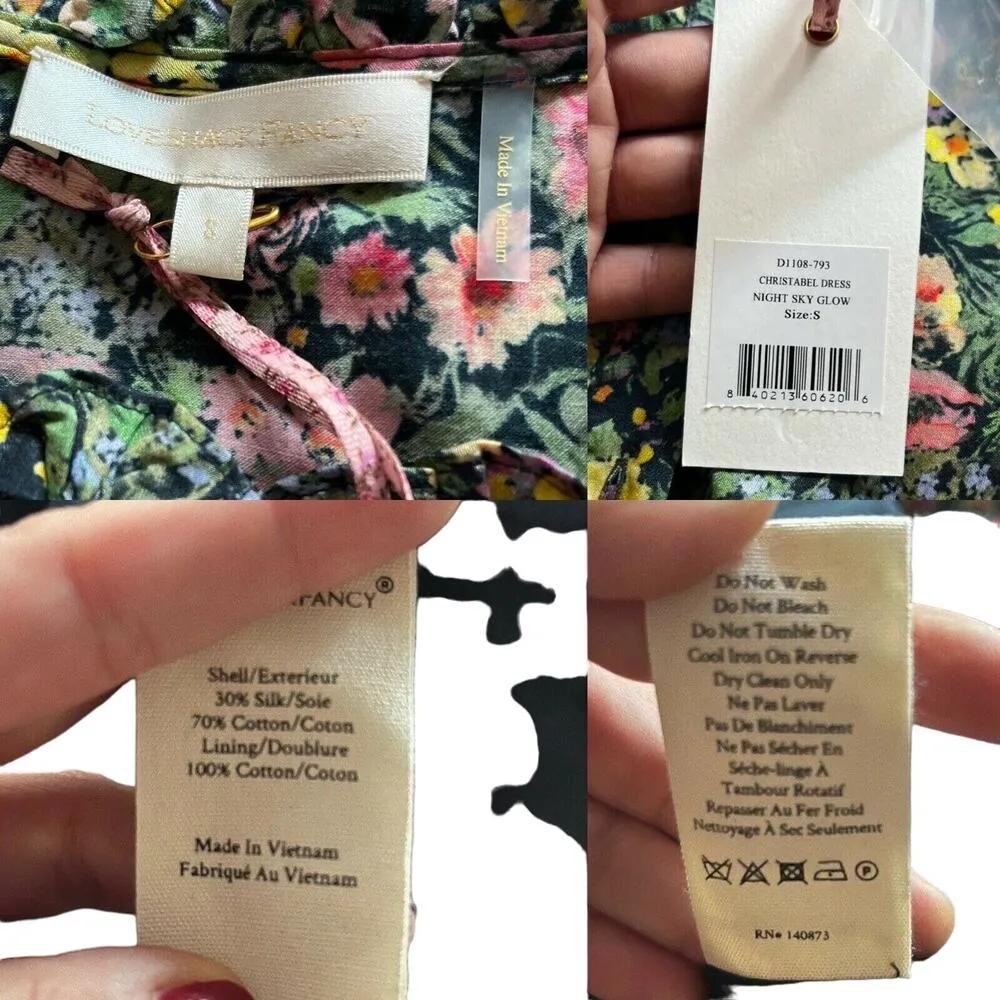 LOVESHACKFANCY
S
Made In Vietnam
D1108-793
CHRISTABEL DRESS
NIGHT SKY GLOW
Size:S
8 40213 60620 6
FANCY®
Shell/Exterieur
30% Silk/Soie
70% Cotton/Coton
Lining/Doublure
100% Cotton/Coton
Made In Vietnam
Fabriqué Au Vietnam
Do Not Wash
Do Not Bleach
Do Not Tumble Dry
Cool Iron On Reverse
Dry Clean Only
Ne Pas Laver
Pas De Blanchiment
Ne Pas Sécher En
Séche-linge À
Tambour Rotatif
Repasser Au Fer Froid
Nettoyage À Sec Seulement
P
RN# 140873